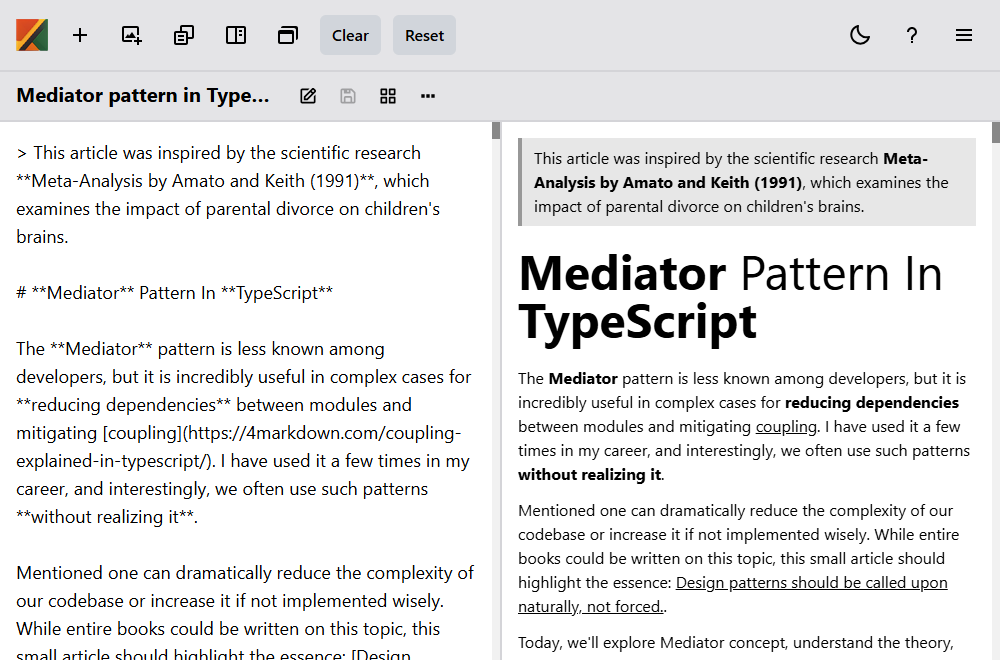 Clear Reset
Mediator pattern in Type...
> This article was inspired by the scientific research
**Meta-Analysis by Amato and Keith (1991)**, which
examines the impact of parental divorce on children's
brains.
# **Mediator** Pattern In **TypeScript**
The **Mediator** pattern is less known among
developers, but it is incredibly useful in complex cases for
**reducing dependencies** between modules and
mitigating [coupling](https://4markdown.com/coupling-
explained-in-typescript/). I have used it a few times in my
career, and interestingly, we often use such patterns
**without realizing it**.
Mentioned one can dramatically reduce the complexity of
our codebase or increase it if not implemented wisely.
While entire books could be written on this topic, this
small article should highlight the essence: [Design
This article was inspired by the scientific research Meta-
Analysis by Amato and Keith (1991), which examines the
impact of parental divorce on children's brains.
Mediator Pattern In
TypeScript
The Mediator pattern is less known among developers, but it is
incredibly useful in complex cases for reducing dependencies
between modules and mitigating coupling. I have used it a few
times in my career, and interestingly, we often use such patterns
without realizing it.
Mentioned one can dramatically reduce the complexity of our
codebase or increase it if not implemented wisely. While entire
books could be written on this topic, this small article should
highlight the essence: Design patterns should be called upon
naturally, not forced..
Today, we'll explore Mediator concept, understand the theory,